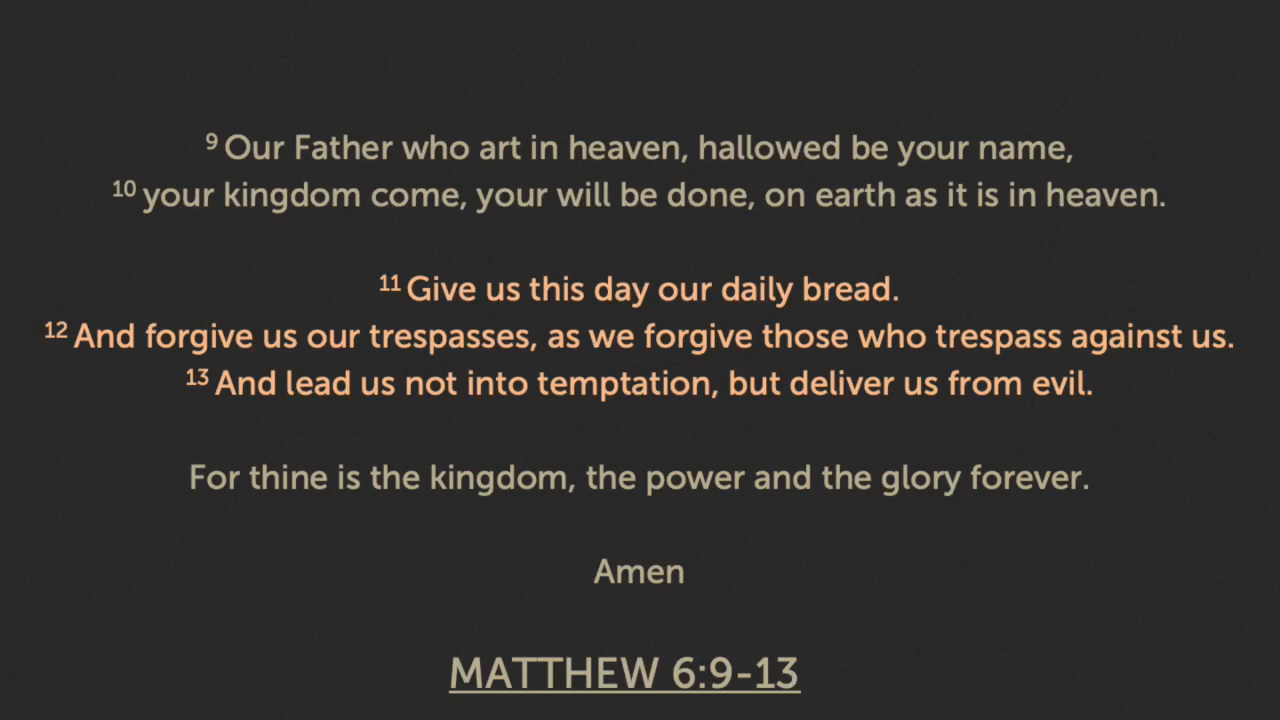 9 Our Father who art in heaven, hallowed be your name,
10 your kingdom come, your will be done, on earth as it is in heaven.
11 Give us this day our daily bread.
12 And forgive us our trespasses, as we forgive those who trespass against us.
13 And lead us not into temptation, but deliver us from evil.
For thine is the kingdom, the power and the glory forever.
Amen
MATTHEW 6:9-13